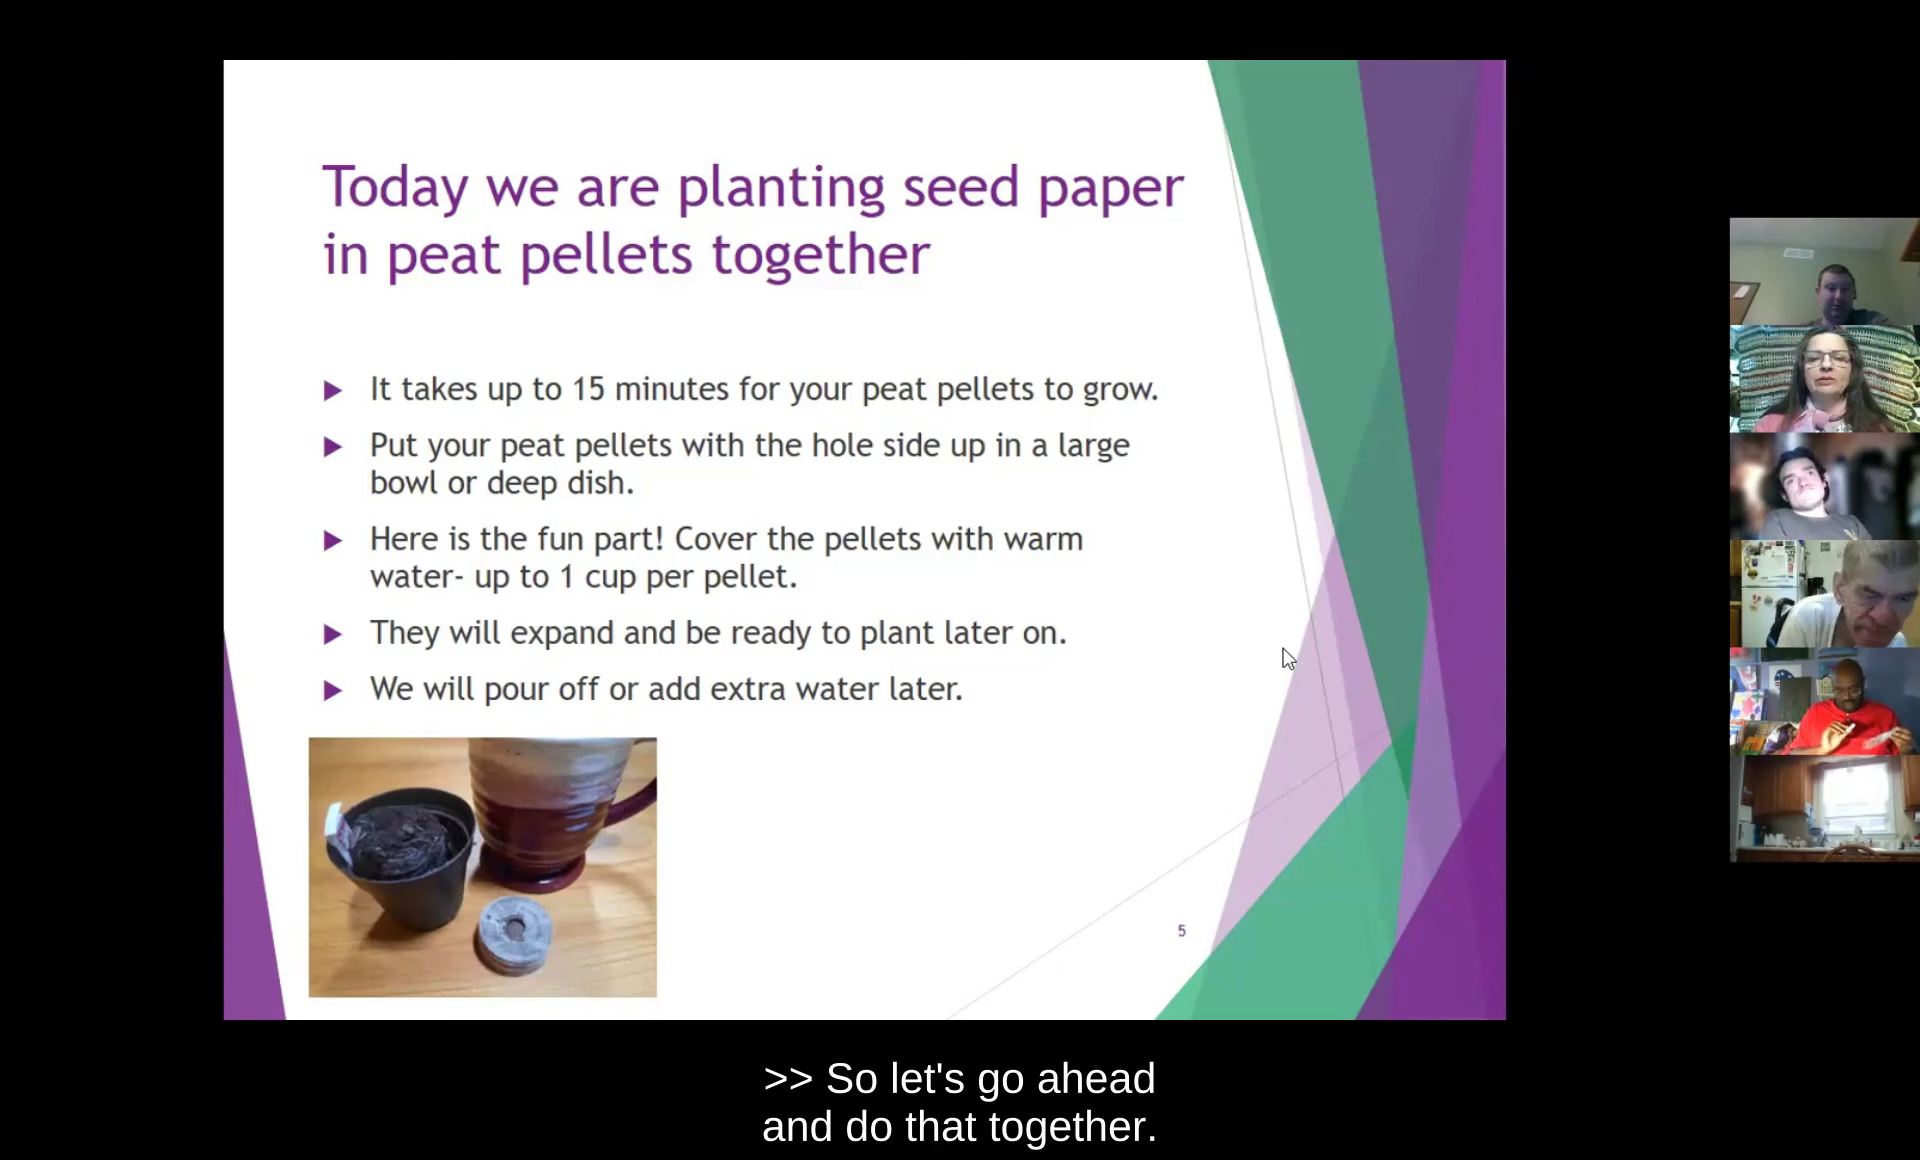 Today we are planting seed paper
in peat pellets together
It takes up to 15 minutes for your peat pellets to grow.
Put your peat pellets with the hole side up in a large
bowl or deep dish.
Here is the fun part! Cover the pellets with warm
water- up to 1 cup per pellet.
They will expand and be ready to plant later on.
We will pour off or add extra water later.
5
>> So let's go ahead
and do that together.